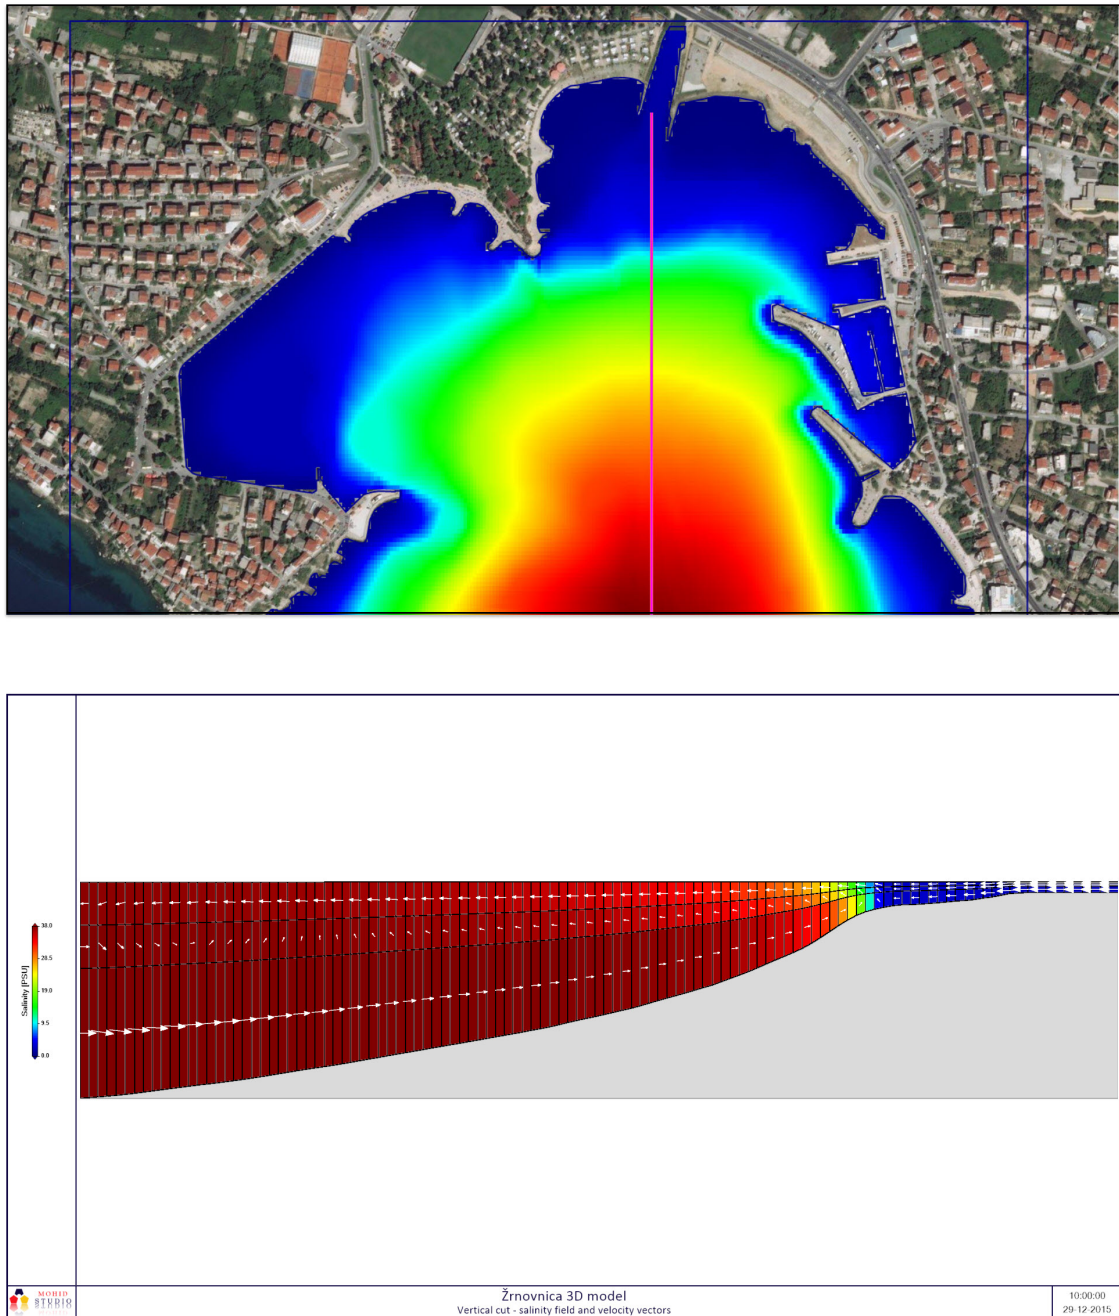 38.0
28.5
19.0
9.5
0.0
Salinity [PSU]
MOHID
STUDIO
Žrnovnica 3D model
Vertical cut - salinity field and velocity vectors
10:00:00
29-12-2015